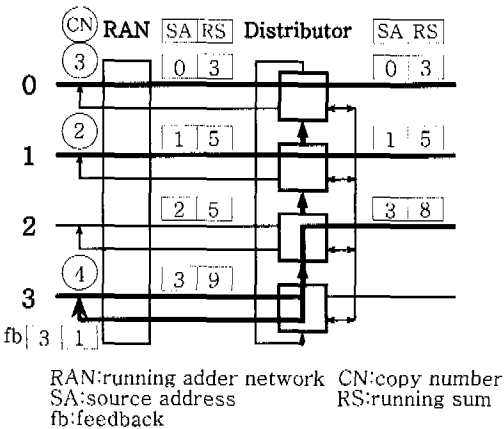 CN RAN SA RS Distributor SA RS
3 0 3 0 3
0
2 1 5 1 5
1
2 5 3 8
2
4 3 9
3
fb 3 1
RAN:running adder network CN:copy number
SA:source address RS:running sum
fb:feedback